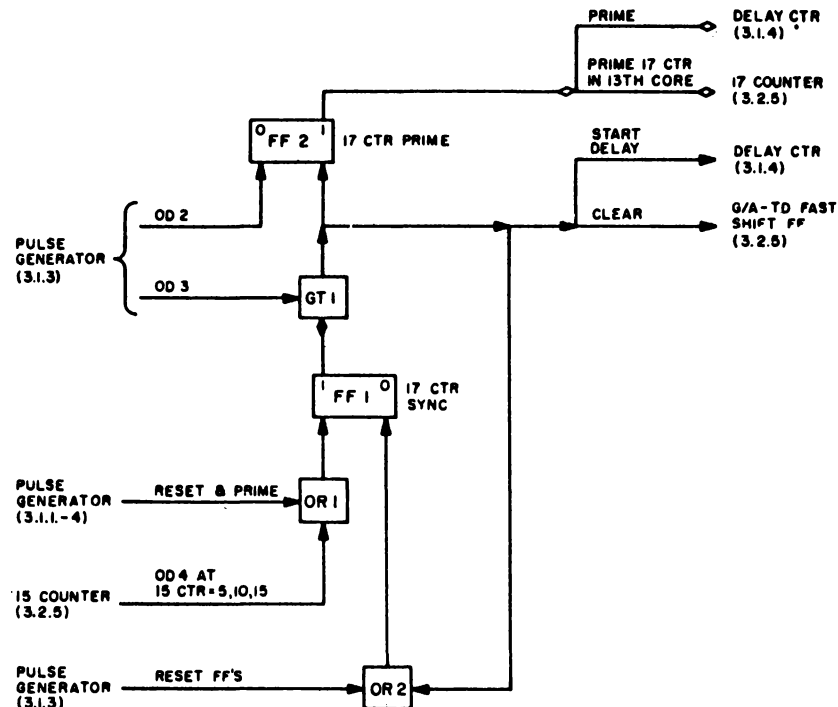 PRIME
DELAY CTR
(3.1.4)
PRIME 17 CTR
IN 13TH CORE
17 COUNTER
(3.2.5)
0 FF 2 1
17 CTR PRIME
START
DELAY
DELAY CTR
(3.1.4)
CLEAR
G/A-TD FAST
SHIFT FF
(3.2.5)
OD 2
PULSE
GENERATOR
(3.1.3)
OD 3
GT 1
1 FF 1 0
17 CTR
SYNC
PULSE
GENERATOR
(3.1.1.-4)
RESET & PRIME
OR 1
OD 4 AT
15 CTR=5,10,15
15 COUNTER
(3.2.5)
PULSE
GENERATOR
(3.1.3)
RESET FF'S
OR 2